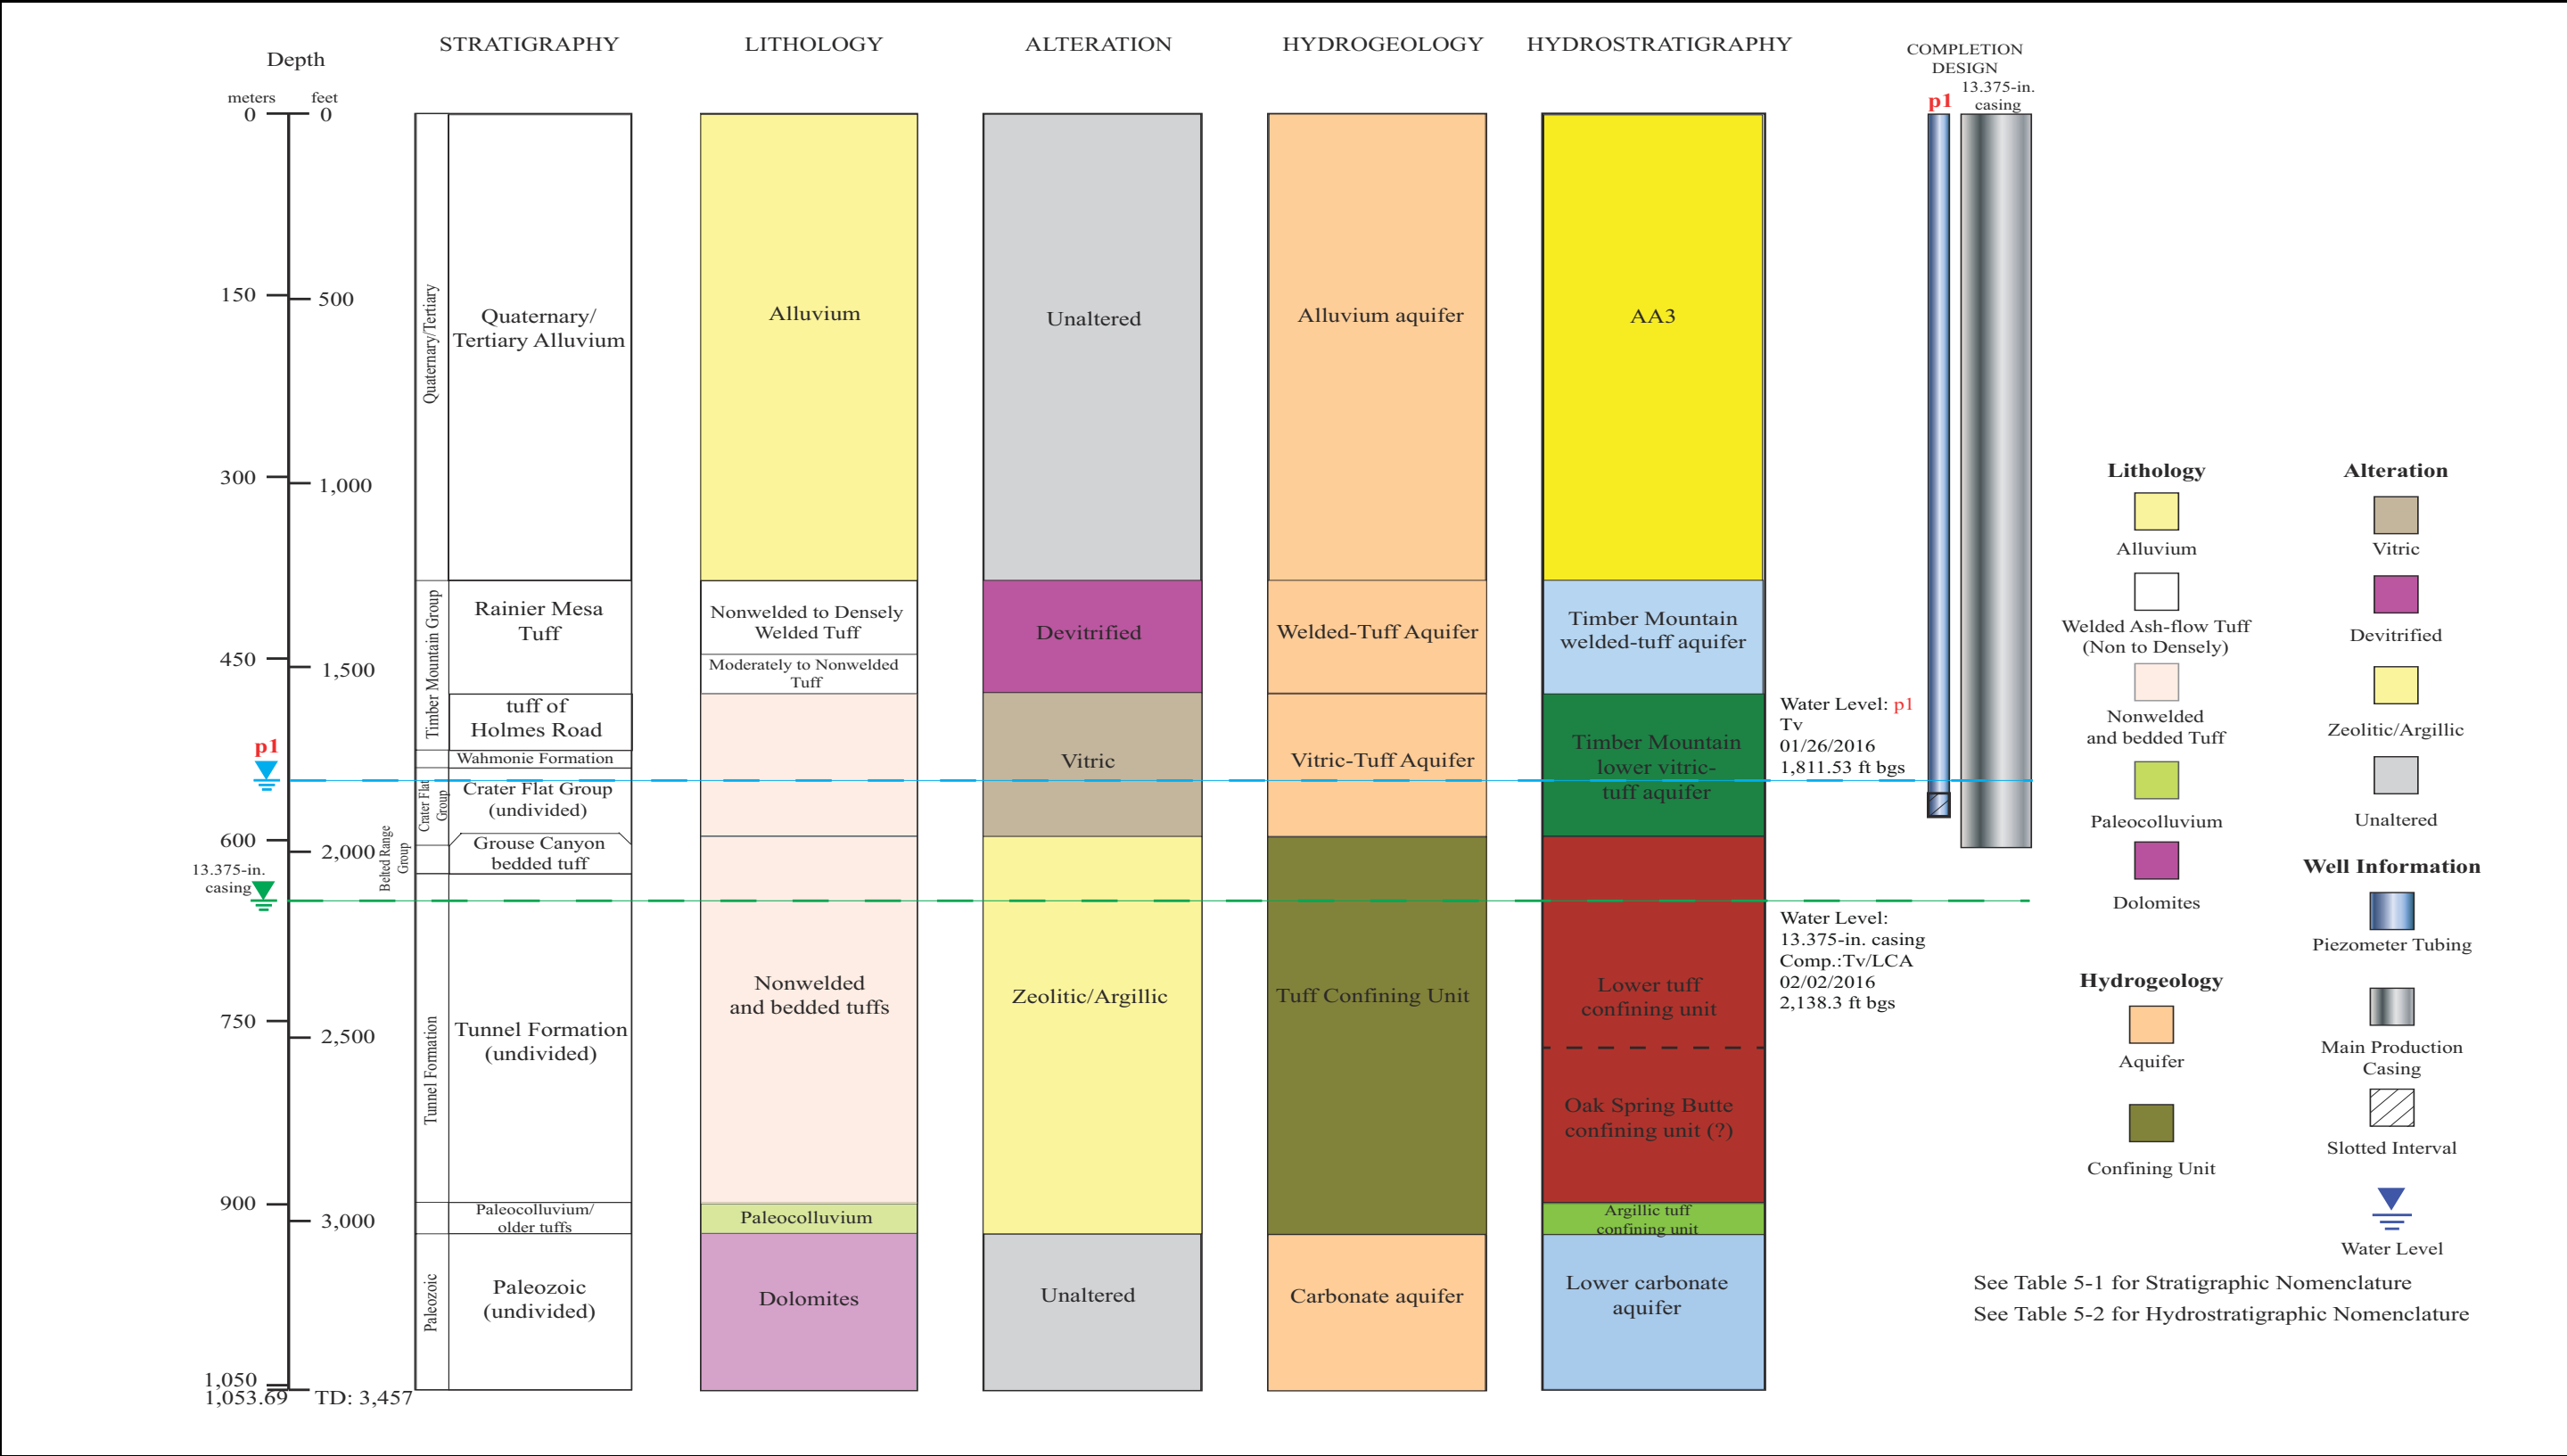 STRATIGRAPHY
LITHOLOGY
ALTERATION
HYDROGEOLOGY
HYDROSTRATIGRAPHY
COMPLETION
DESIGN
13.375-in.
casing
p1
Depth
meters
feet
0
0
150
500
300
1,000
450
1,500
p1
600
2,000
13.375-in.
casing
750
2,500
900
3,000
1,050
1,053.69
TD: 3,457
Quaternary/Tertiary
Timber Mountain Group
Crater Flat
Group
Belted Range
Group
Tunnel Formation
Paleozoic
Quaternary/
Tertiary Alluvium
Rainier Mesa
Tuff
tuff of
Holmes Road
Wahmonie Formation
Crater Flat Group
(undivided)
Grouse Canyon
bedded tuff
Tunnel Formation
(undivided)
Paleocolluvium/
older tuffs
Paleozoic
(undivided)
Alluvium
Nonwelded to Densely
Welded Tuff
Moderately to Nonwelded
Tuff
Nonwelded
and bedded tuffs
Paleocolluvium
Dolomites
Unaltered
Devitrified
Vitric
Zeolitic/Argillic
Unaltered
Alluvium aquifer
Welded-Tuff Aquifer
Vitric-Tuff Aquifer
Tuff Confining Unit
Carbonate aquifer
AA3
Timber Mountain
welded-tuff aquifer
Timber Mountain
lower vitric-
tuff aquifer
Lower tuff
confining unit
Oak Spring Butte
confining unit (?)
Argillic tuff
confining unit
Lower carbonate
aquifer
Water Level: p1
Tv
01/26/2016
1,811.53 ft bgs
Water Level:
13.375-in. casing
Comp.:Tv/LCA
02/02/2016
2,138.3 ft bgs
Lithology
Alluvium
Welded Ash-flow Tuff
(Non to Densely)
Nonwelded
and bedded Tuff
Paleocolluvium
Dolomites
Hydrogeology
Aquifer
Confining Unit
Alteration
Vitric
Devitrified
Zeolitic/Argillic
Unaltered
Well Information
Piezometer Tubing
Main Production
Casing
Slotted Interval
Water Level
See Table 5-1 for Stratigraphic Nomenclature
See Table 5-2 for Hydrostratigraphic Nomenclature